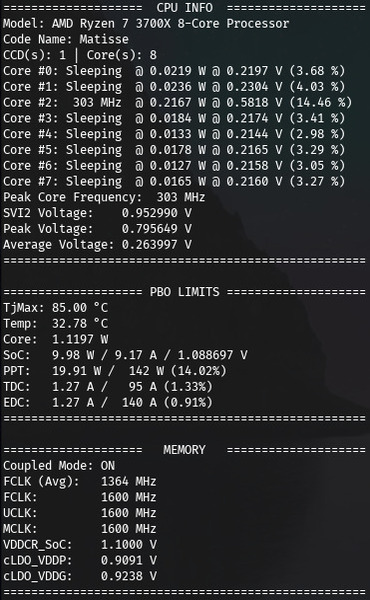 ===================== CPU INFO =====================
Model: AMD Ryzen 7 3700X 8-Core Processor
Code Name: Matisse
CCD(s): 1 | Core(s): 8
Core #0: Sleeping  @ 0.0219 W @ 0.2197 V (3.68 %)
Core #1: Sleeping  @ 0.0236 W @ 0.2304 V (4.03 %)
Core #2:  303 MHz  @ 0.2167 W @ 0.5818 V (14.46 %)
Core #3: Sleeping  @ 0.0184 W @ 0.2174 V (3.41 %)
Core #4: Sleeping  @ 0.0133 W @ 0.2144 V (2.98 %)
Core #5: Sleeping  @ 0.0178 W @ 0.2165 V (3.29 %)
Core #6: Sleeping  @ 0.0127 W @ 0.2158 V (3.05 %)
Core #7: Sleeping  @ 0.0165 W @ 0.2160 V (3.27 %)
Peak Core Frequency:  303 MHz
SVI2 Voltage:    0.952990 V
Peak Voltage:    0.795649 V
Average Voltage: 0.263997 V
====================================================
==================== PBO LIMITS ====================
TjMax: 85.00 °C
Temp:  32.78 °C
Core:  1.1197 W
SoC:   9.98 W / 9.17 A / 1.088697 V
PPT:   19.91 W /  142 W (14.02%)
TDC:   1.27 A /   95 A (1.33%)
EDC:   1.27 A /  140 A (0.91%)
====================================================
====================   MEMORY   ====================
Coupled Mode: ON
FCLK (Avg):   1364 MHz
FCLK:         1600 MHz
UCLK:         1600 MHz
MCLK:         1600 MHz
VDDCR_SoC:    1.1000 V
cLDO_VDDP:    0.9091 V
cLDO_VDDG:    0.9238 V
====================================================